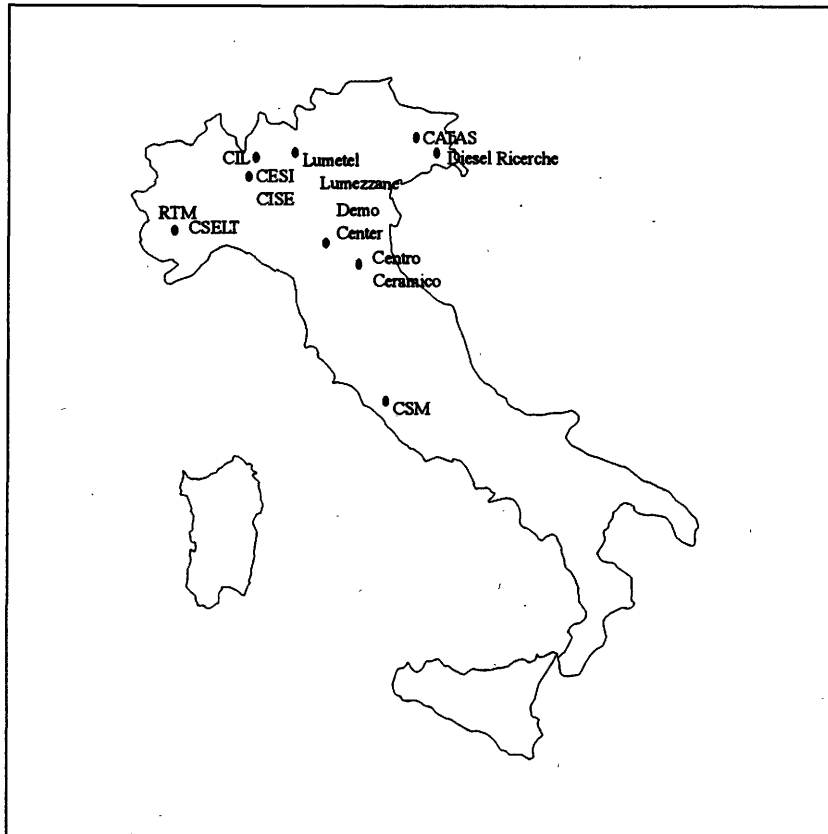 CATAS
CIL
Lumetel
Diesel Ricerche
CESI
Lumezzane
CISE
RTM
Demo
CSELT
Center
Centro
Ceramico
CSM